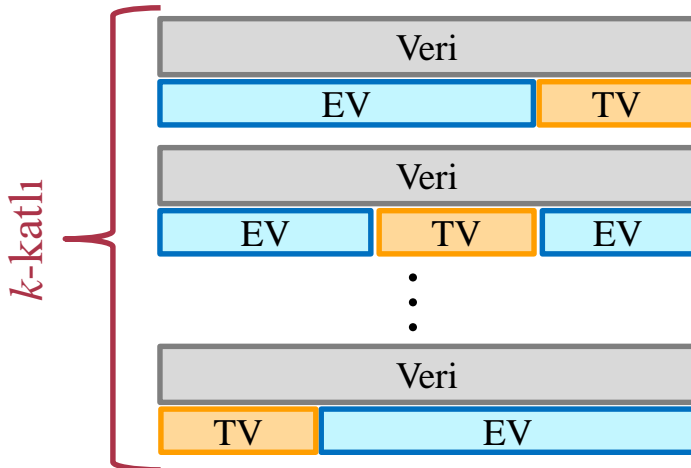 k-katlı
Veri
EV TV
Veri
EV TV EV
Veri
TV EV